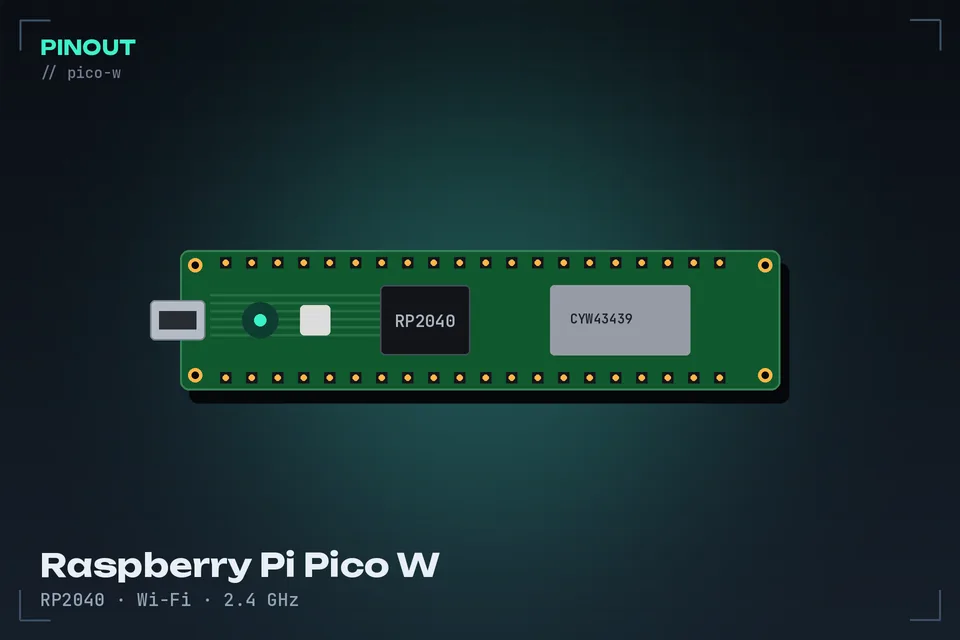 PINOUT
// pico-w
RP2040
CYW43439
Raspberry Pi Pico W
RP2040 · Wi-Fi · 2.4 GHz